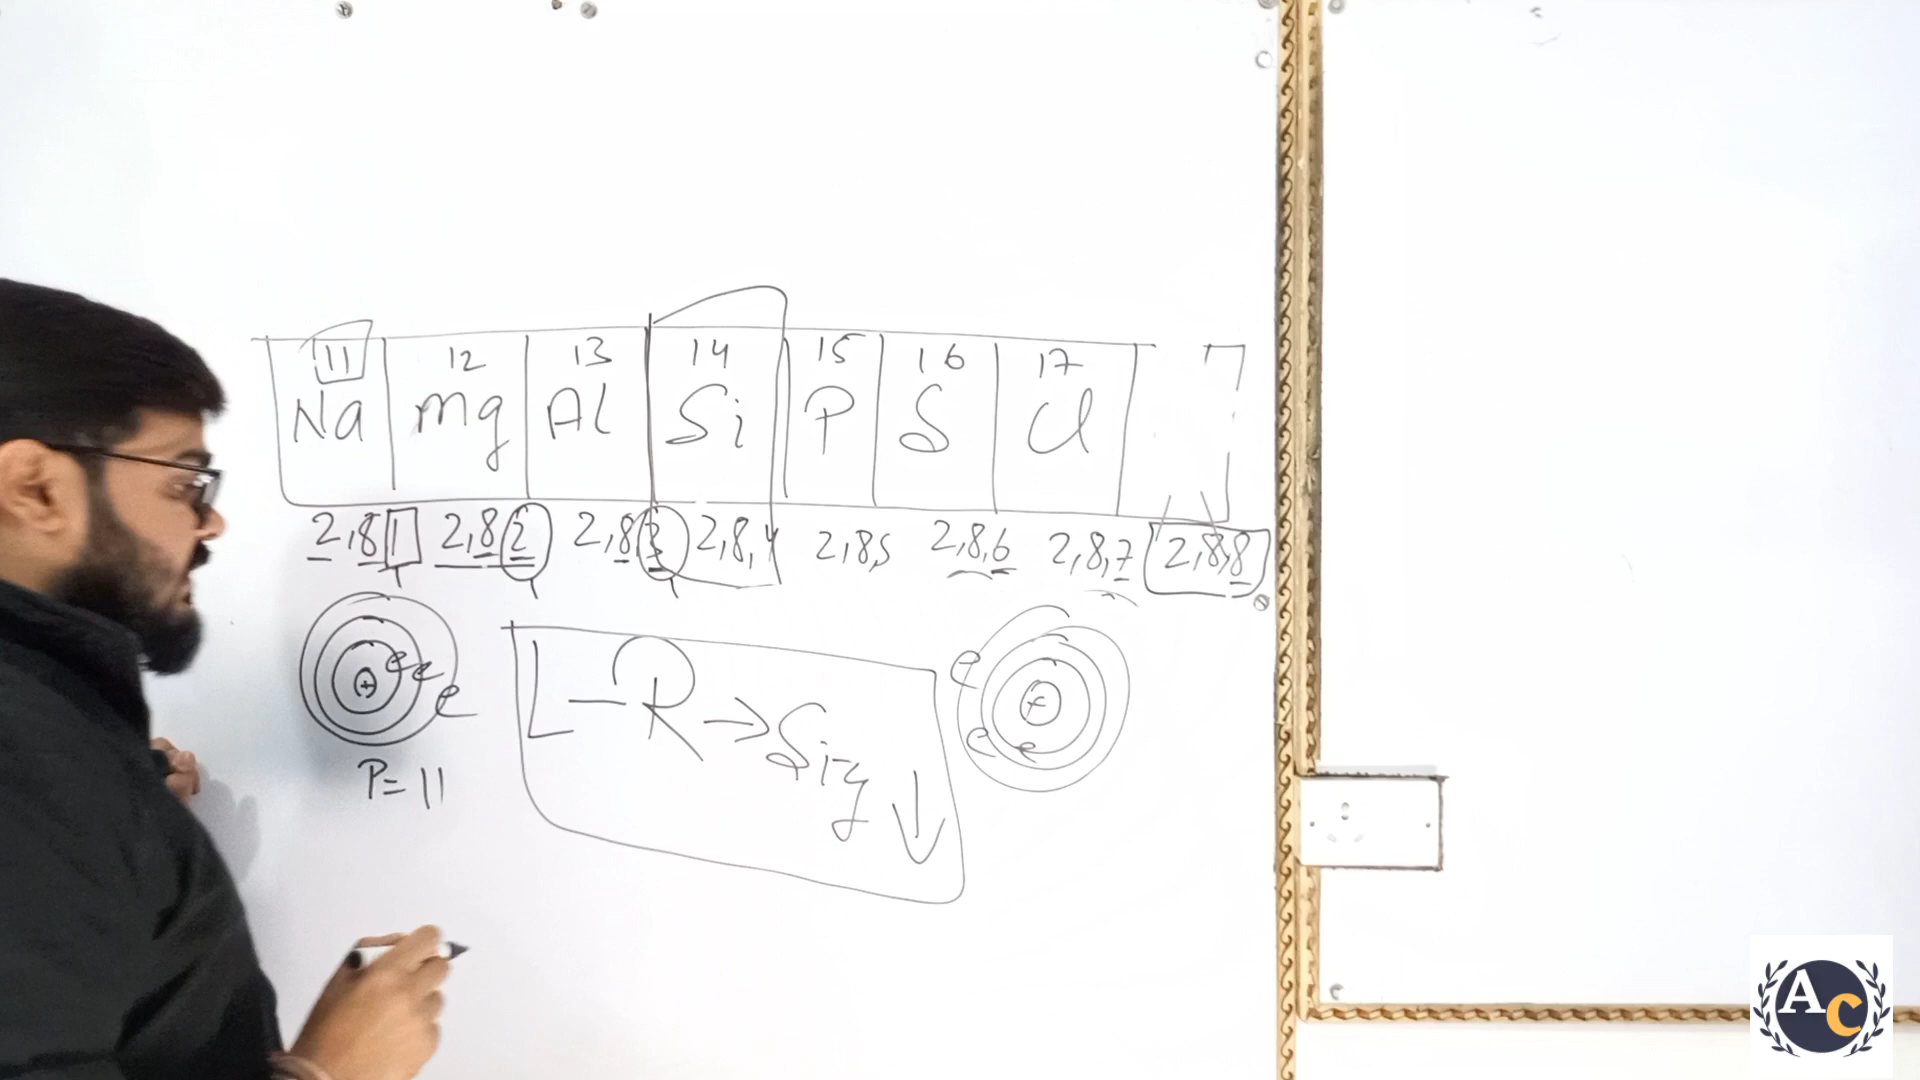 11 12 13 14 15 16 17
Na Mg Al Si P S Cl
2,8,1 2,8,2 2,8,3 2,8,4 2,8,5 2,8,6 2,8,7 2,8,8
+ e e e
+ e e e
L-R → Size ↓
P= 11
AC